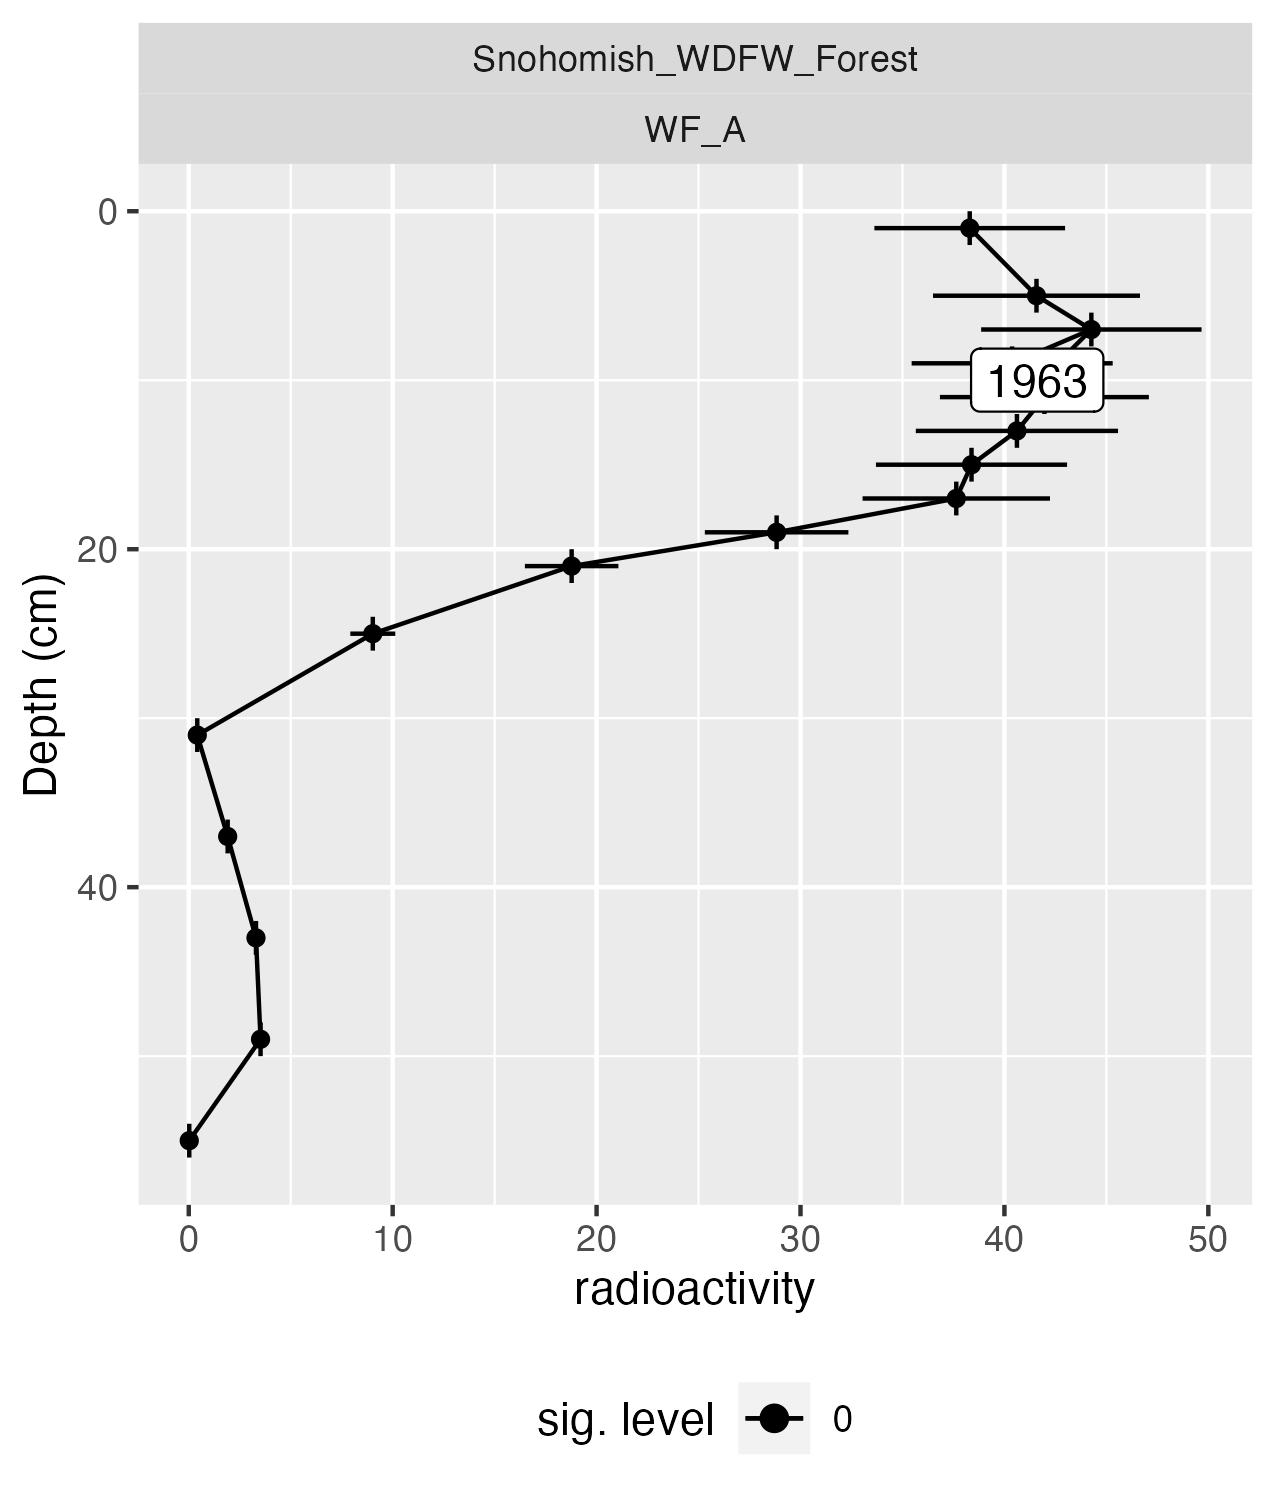 Snohomish_WDFW_Forest
WF_A
0
20
40
Depth (cm)
1963
0 10 20 30 40 50
radioactivity
sig. level 0